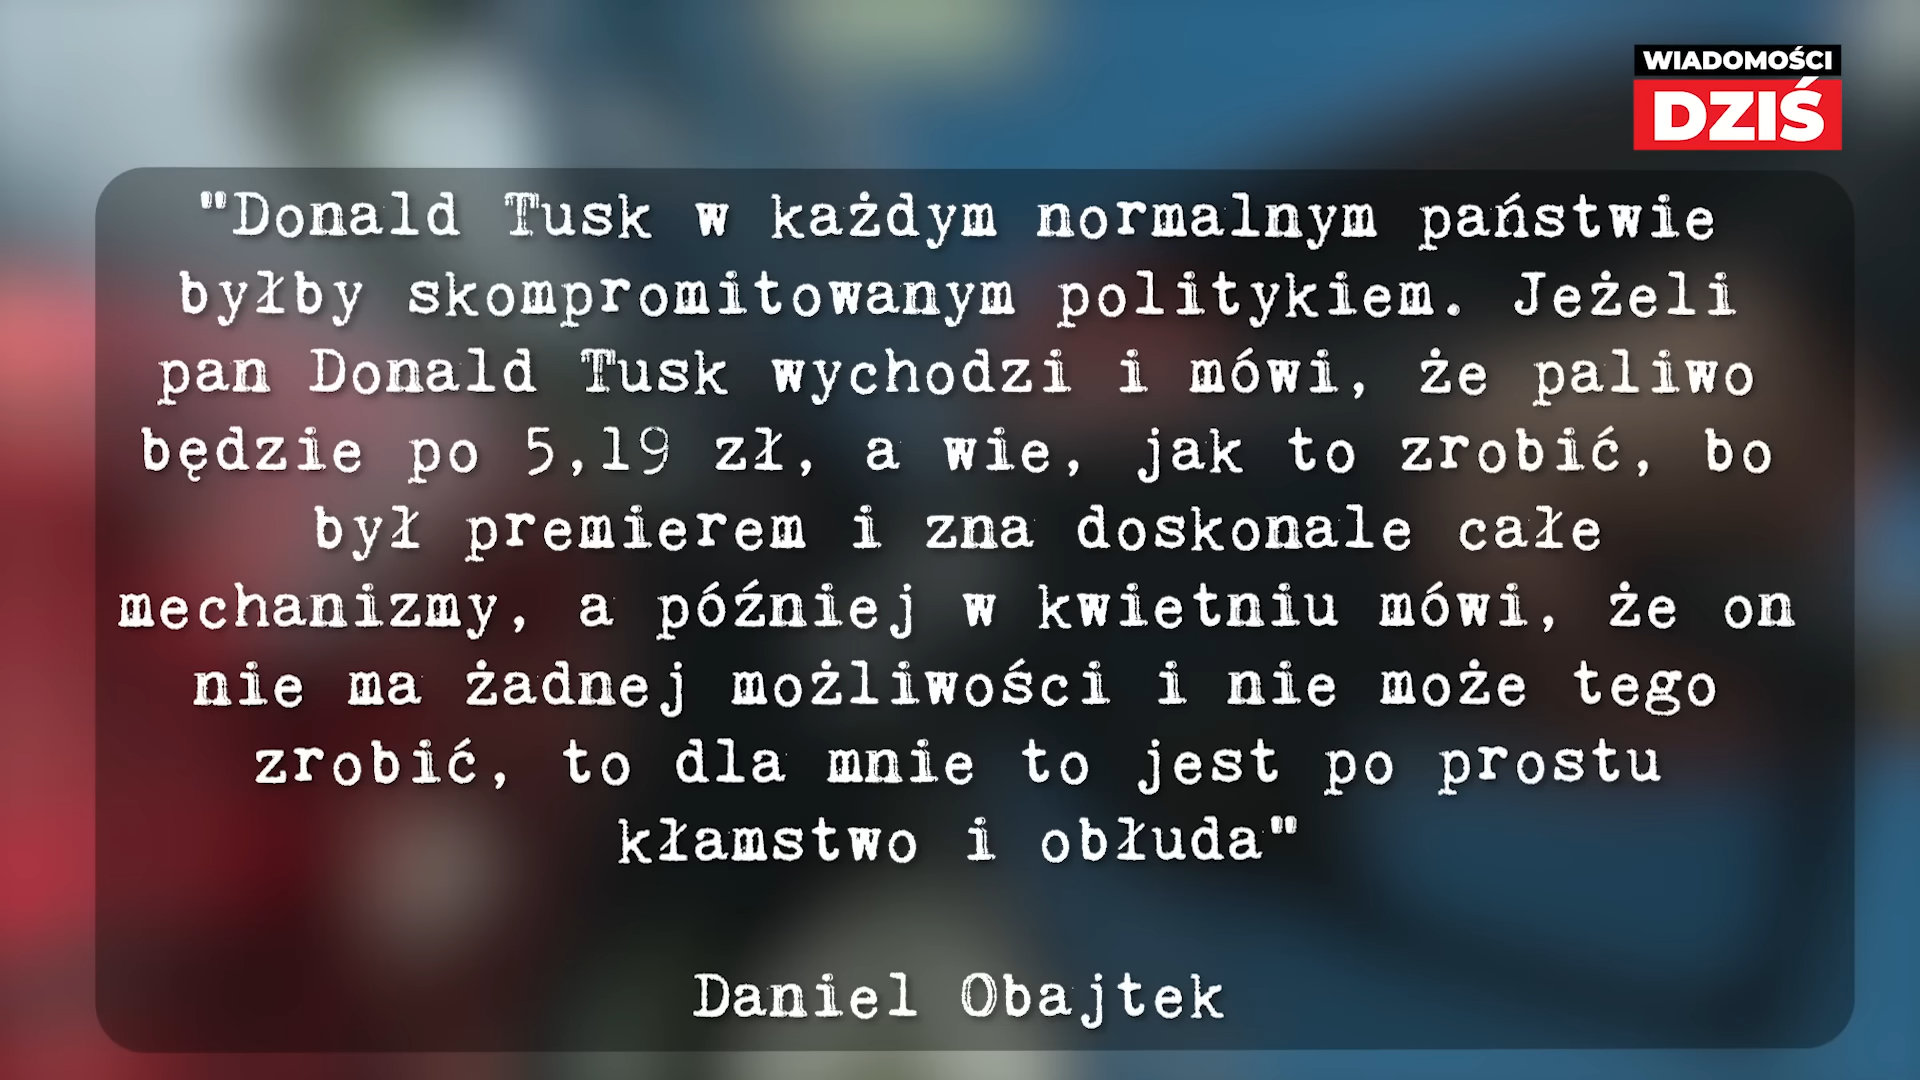 WIADOMOŚCI
DZIŚ
"Donald Tusk w każdym normalnym państwie
byłby skompromitowanym politykiem. Jeżeli
pan Donald Tusk wychodzi i mówi, że paliwo
będzie po 5,19 zł, a wie, jak to zrobić, bo
był premierem i zna doskonale całe
mechanizmy, a później w kwietniu mówi, że on
nie ma żadnej możliwości i nie może tego
zrobić, to dla mnie to jest po prostu
kłamstwo i obłuda"
Daniel Obajtek